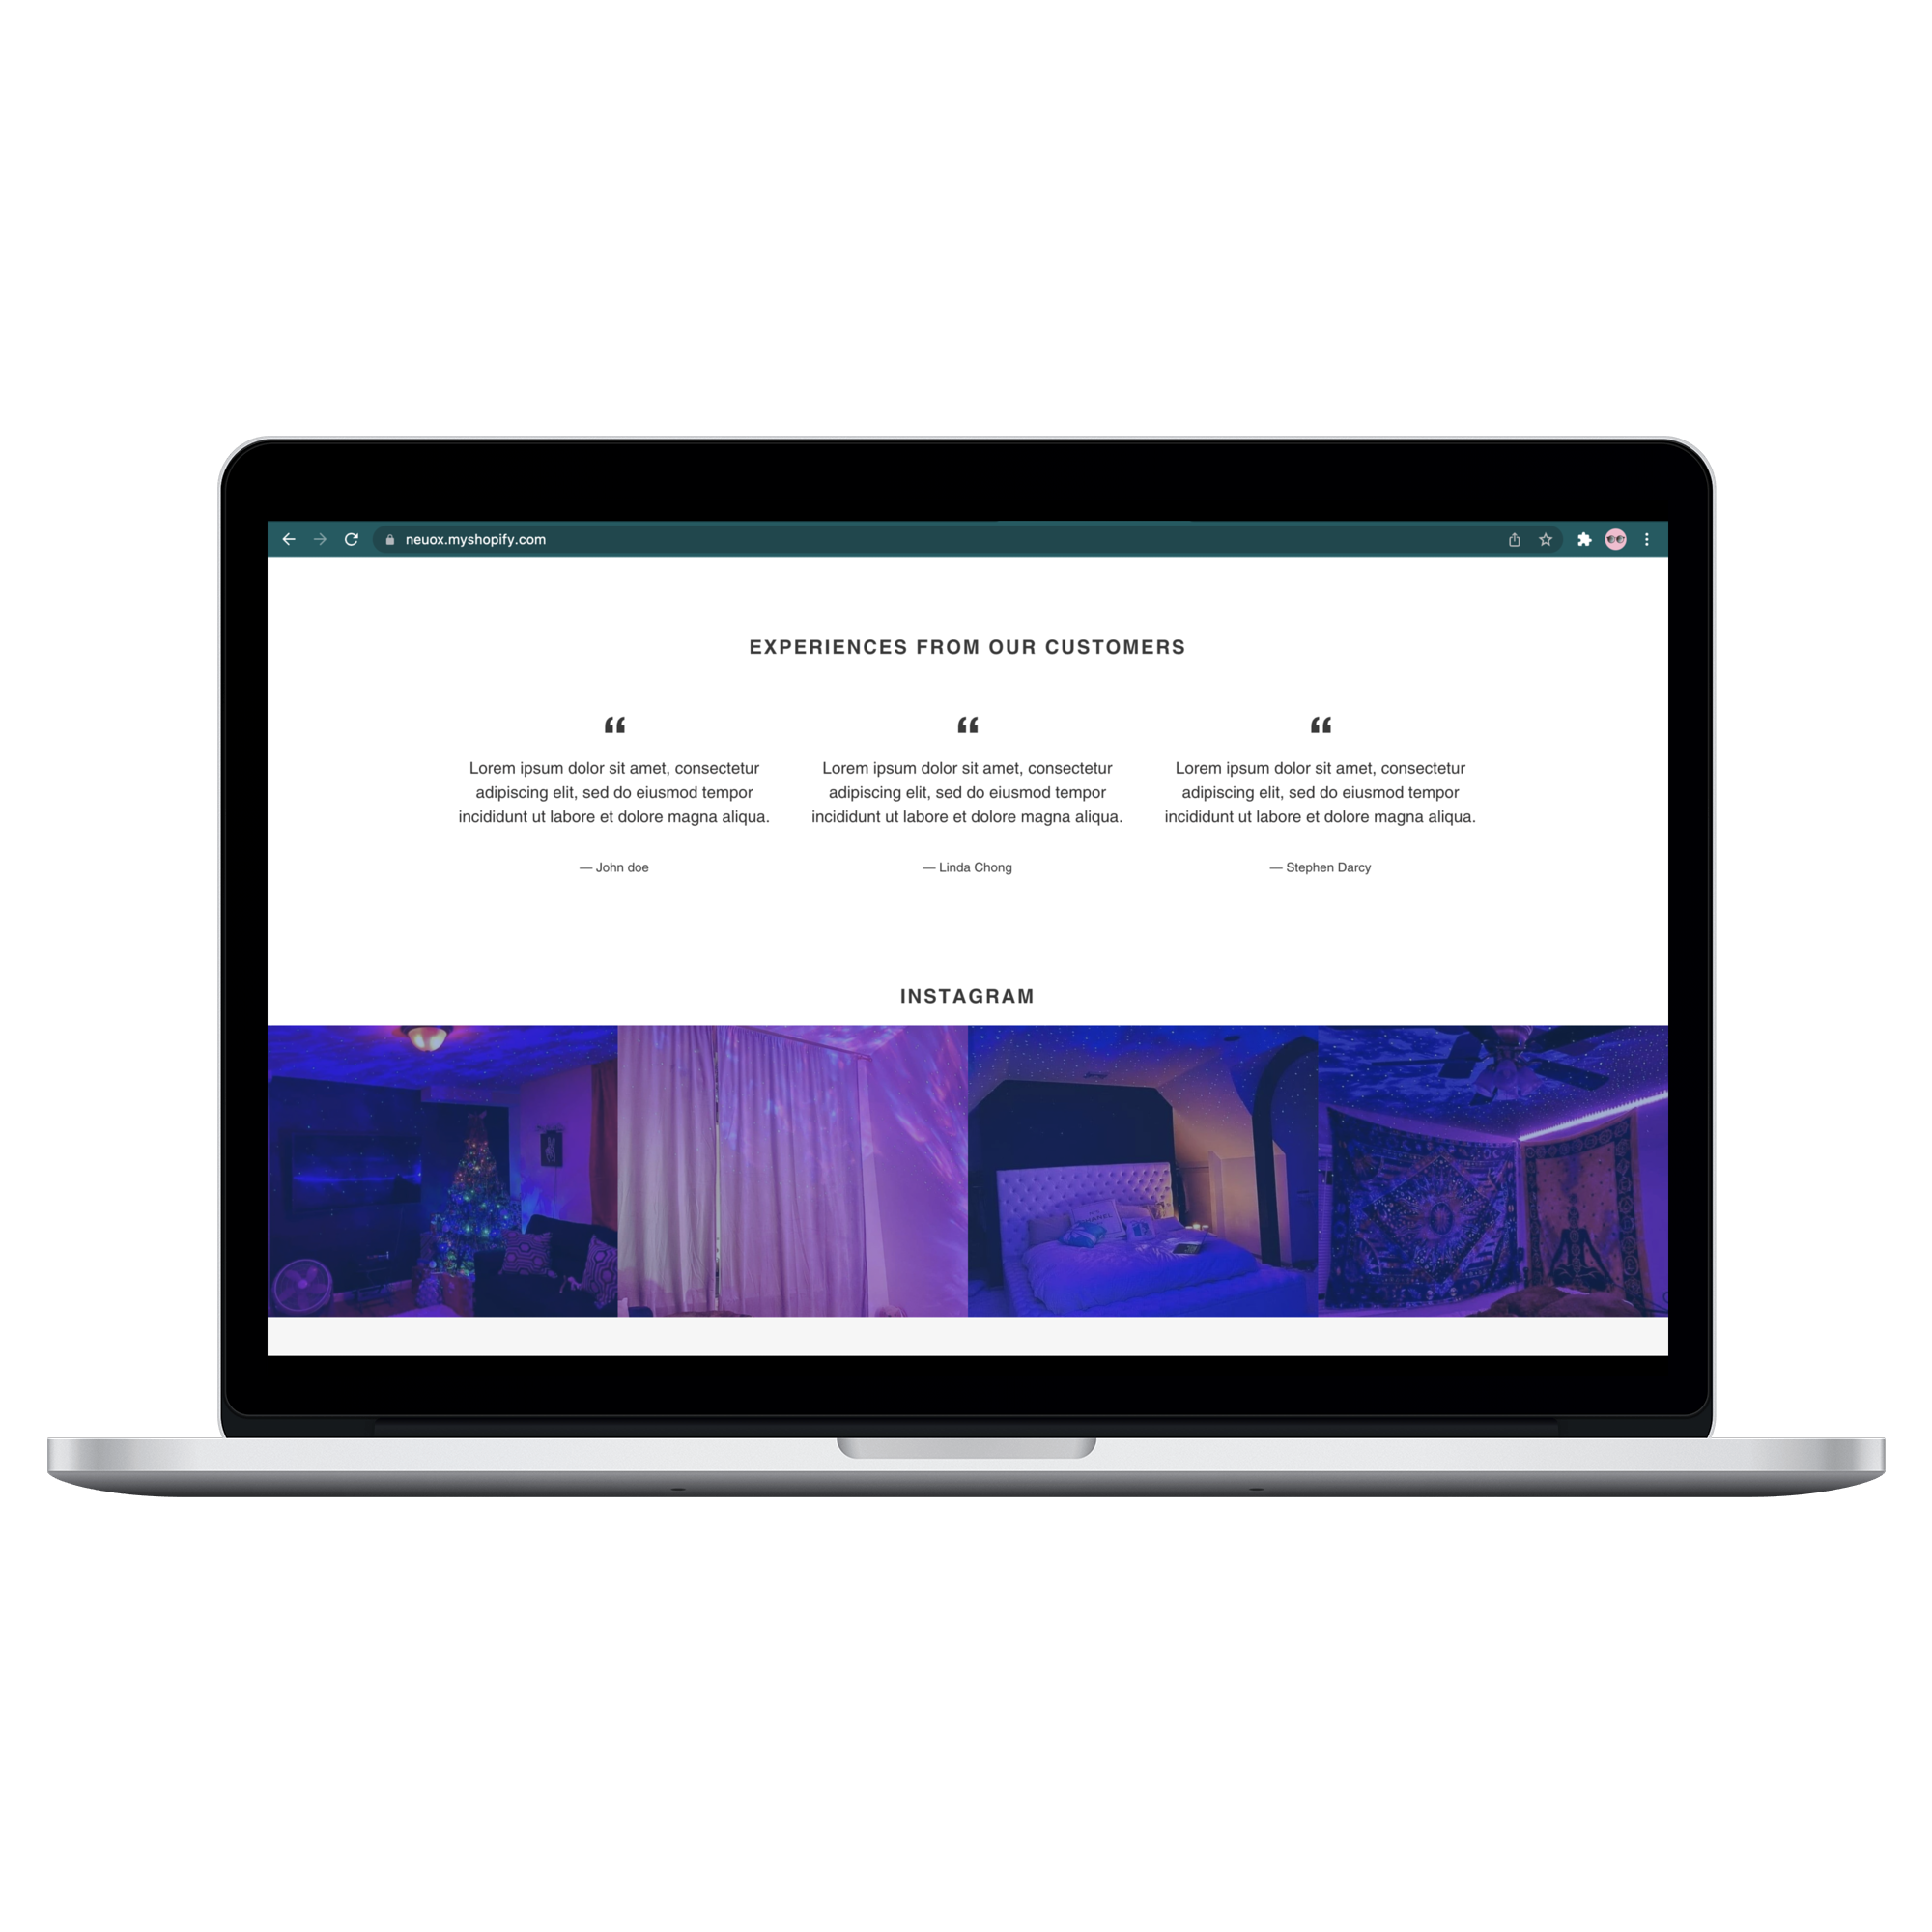 neuox.myshopify.com
EXPERIENCES FROM OUR CUSTOMERS
“
Lorem ipsum dolor sit amet, consectetur
adipiscing elit, sed do eiusmod tempor
incididunt ut labore et dolore magna aliqua.
— John doe
“
Lorem ipsum dolor sit amet, consectetur
adipiscing elit, sed do eiusmod tempor
incididunt ut labore et dolore magna aliqua.
— Linda Chong
“
Lorem ipsum dolor sit amet, consectetur
adipiscing elit, sed do eiusmod tempor
incididunt ut labore et dolore magna aliqua.
— Stephen Darcy
INSTAGRAM